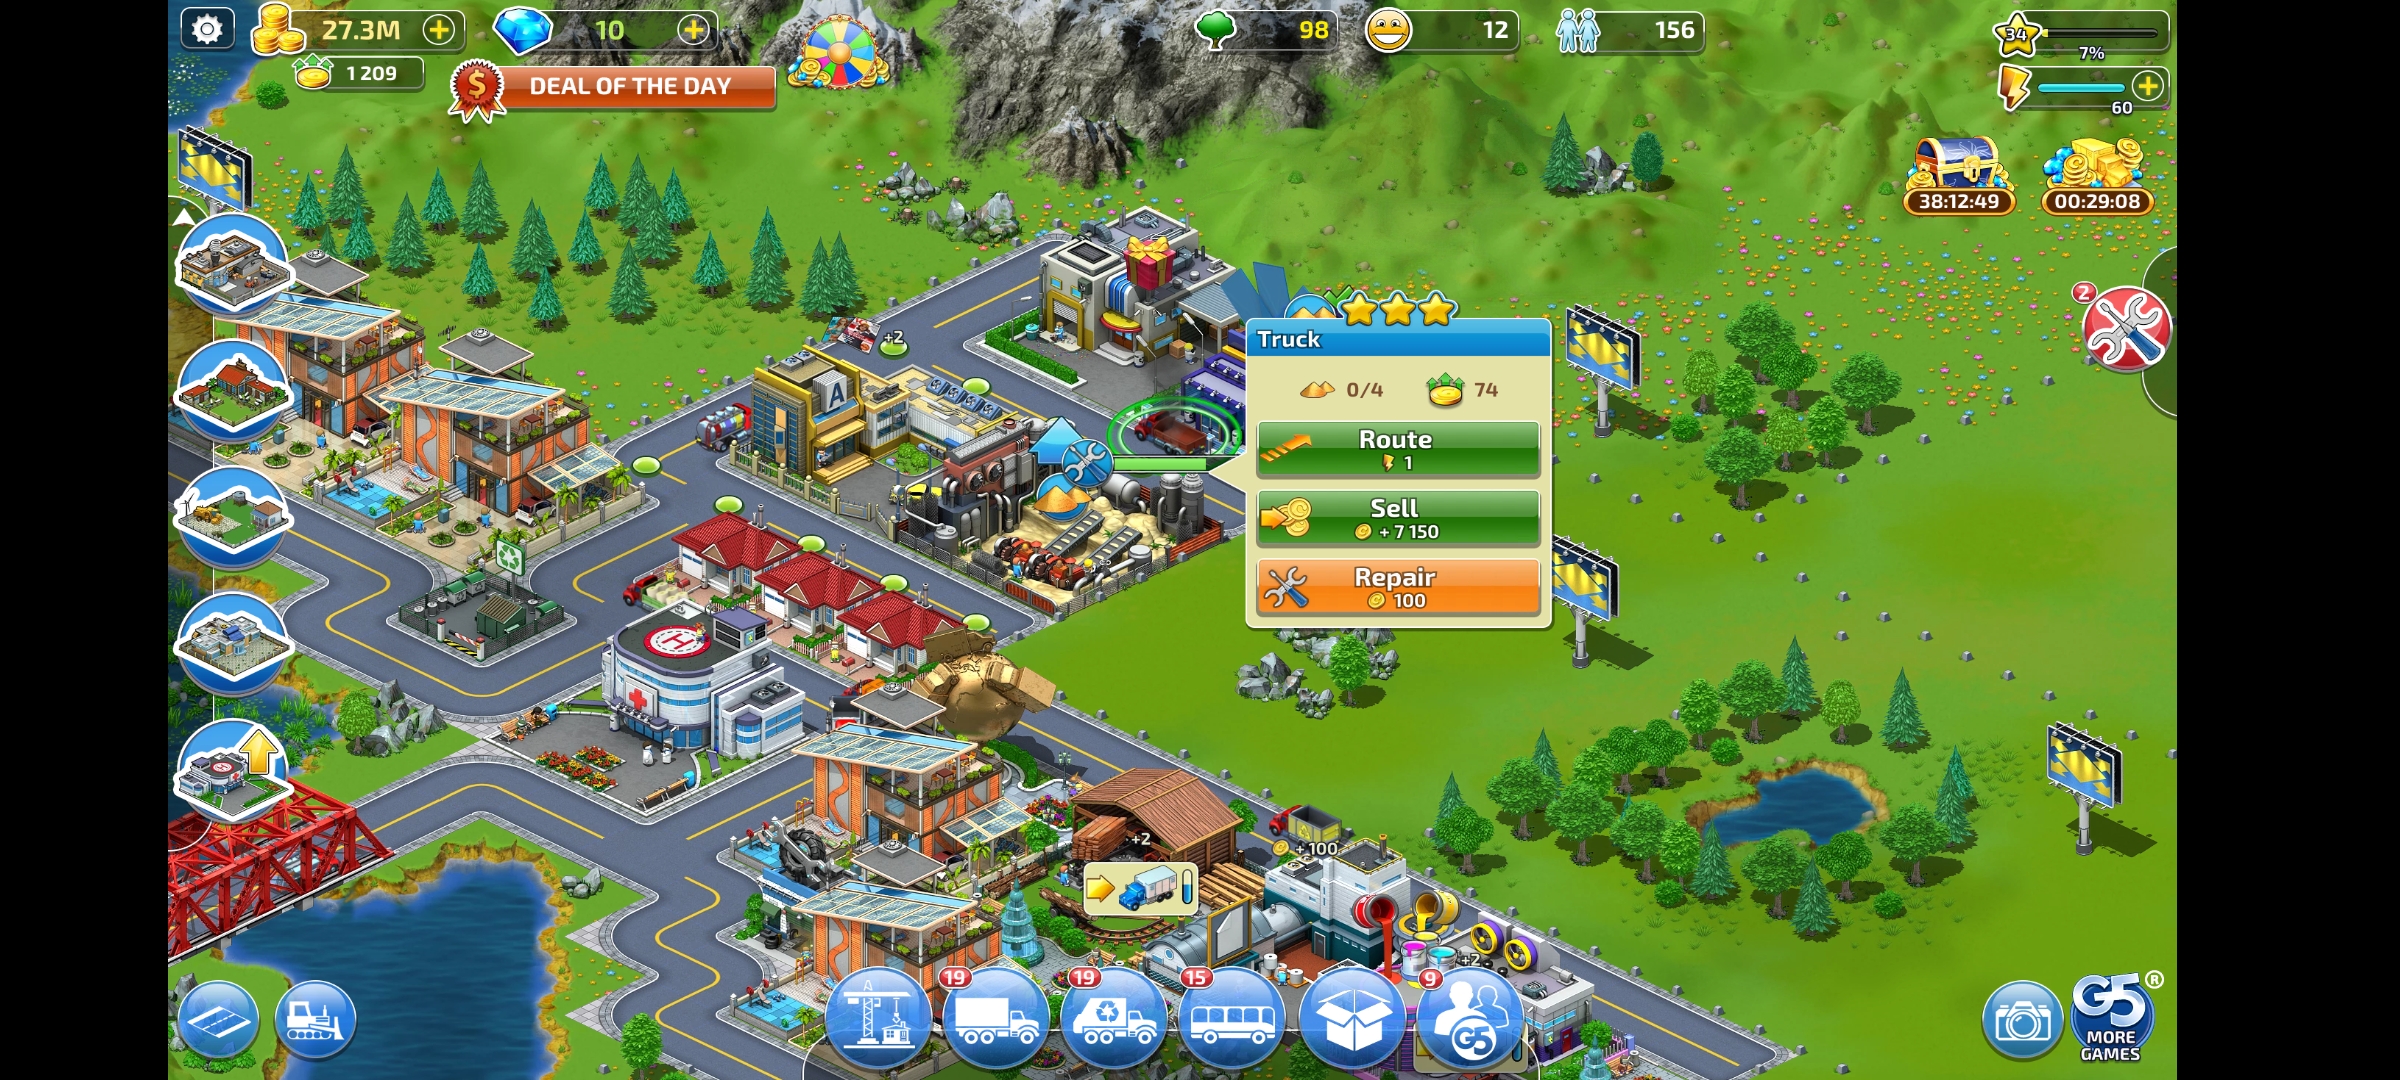 27.3M
10
98
12
156
34
7%
1 209
DEAL OF THE DAY
60
38:12:49
00:29:08
2
+2
A
Truck
0/4
74
Route
1
Sell
+ 7 150
Repair
100
H
+2
+ 100
+2
A
19
19
15
9
G5
G5
®
MORE
GAMES